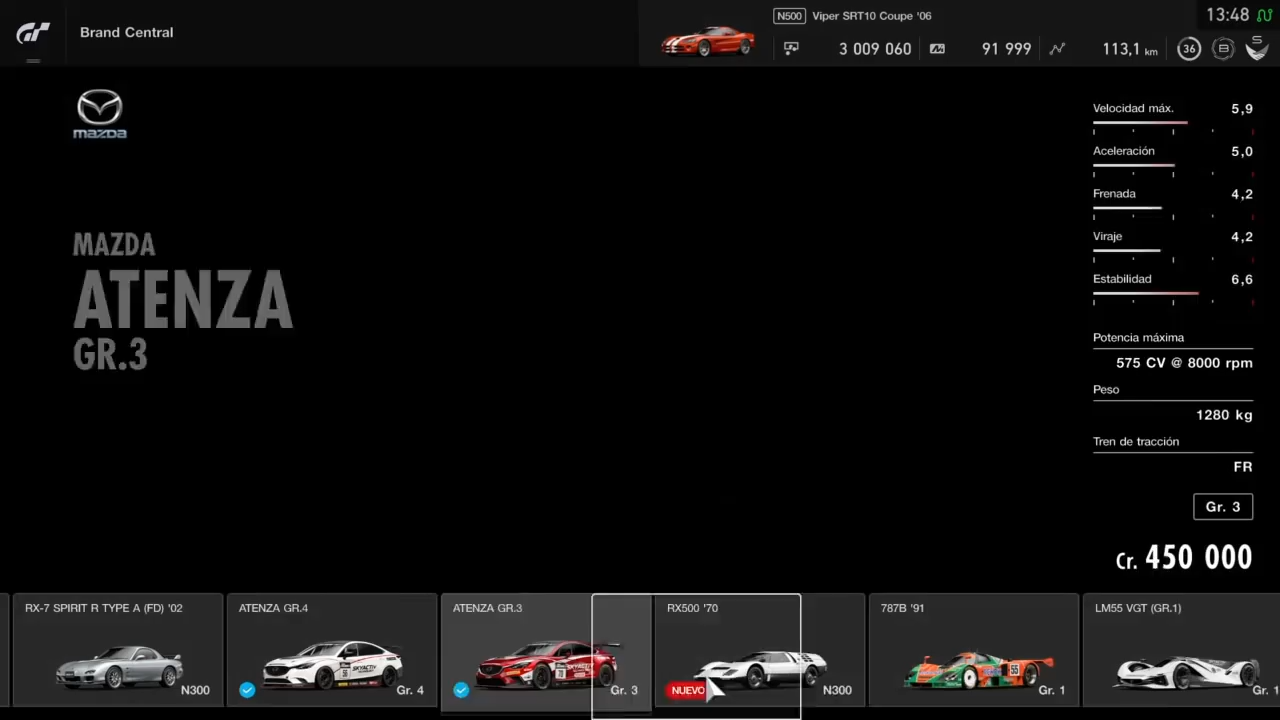 Brand Central
N500 Viper SRT10 Coupe '06
3 009 060
91 999
113,1 km
36
B
S
13:48
mazda
MAZDA
ATENZA
GR.3
Velocidad máx. 5,9
Aceleración 5,0
Frenada 4,2
Viraje 4,2
Estabilidad 6,6
Potencia máxima
575 CV @ 8000 rpm
Peso
1280 kg
Tren de tracción
FR
Gr. 3
Cr. 450 000
RX-7 SPIRIT R TYPE A (FD) '02
N300
ATENZA GR.4
Gr. 4
ATENZA GR.3
Gr. 3
RX500 '70
NUEVO
N300
787B '91
55
Gr. 1
LM55 VGT (GR.1)
Gr. 1